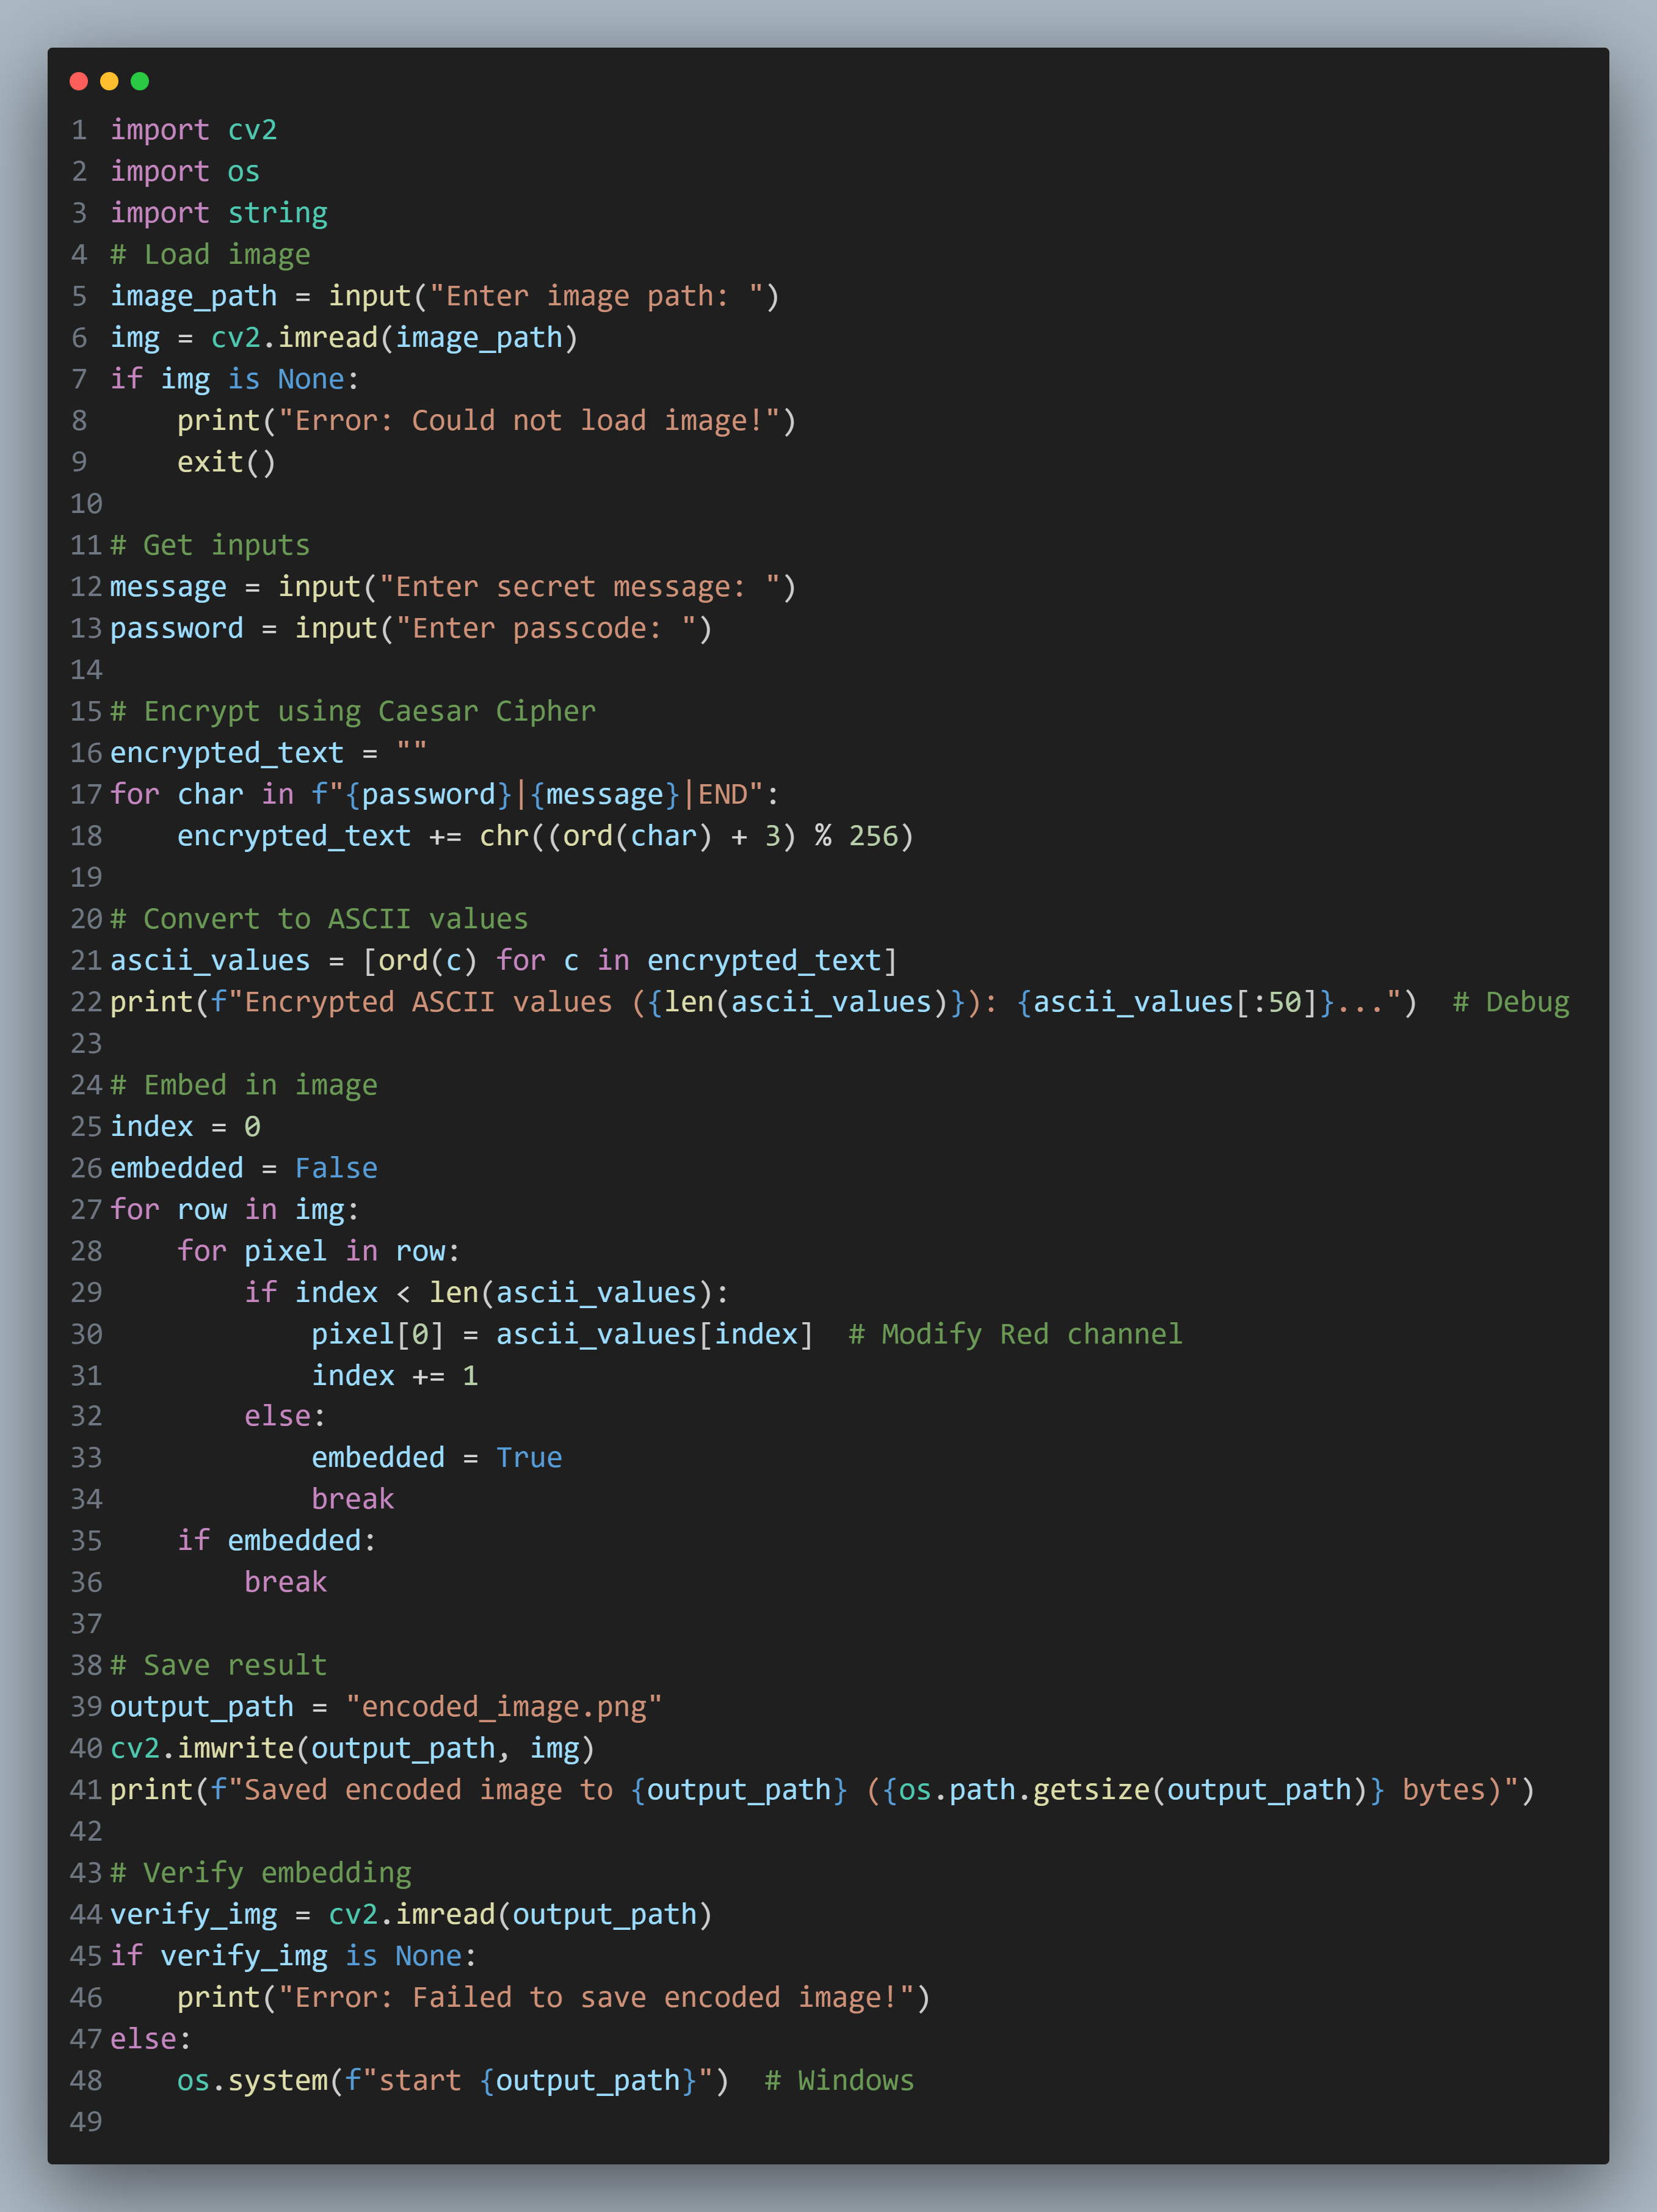 1 import cv2
2 import os
3 import string
4 # Load image
5 image_path = input("Enter image path: ")
6 img = cv2.imread(image_path)
7 if img is None:
8     print("Error: Could not load image!")
9     exit()
10
11 # Get inputs
12 message = input("Enter secret message: ")
13 password = input("Enter passcode: ")
14
15 # Encrypt using Caesar Cipher
16 encrypted_text = ""
17 for char in f"{password}|{message}|END":
18     encrypted_text += chr((ord(char) + 3) % 256)
19
20 # Convert to ASCII values
21 ascii_values = [ord(c) for c in encrypted_text]
22 print(f"Encrypted ASCII values ({len(ascii_values)}): {ascii_values[:50]}...")  # Debug
23
24 # Embed in image
25 index = 0
26 embedded = False
27 for row in img:
28     for pixel in row:
29         if index < len(ascii_values):
30             pixel[0] = ascii_values[index]  # Modify Red channel
31             index += 1
32         else:
33             embedded = True
34             break
35     if embedded:
36         break
37
38 # Save result
39 output_path = "encoded_image.png"
40 cv2.imwrite(output_path, img)
41 print(f"Saved encoded image to {output_path} ({os.path.getsize(output_path)} bytes)")
42
43 # Verify embedding
44 verify_img = cv2.imread(output_path)
45 if verify_img is None:
46     print("Error: Failed to save encoded image!")
47 else:
48     os.system(f"start {output_path}")  # Windows
49